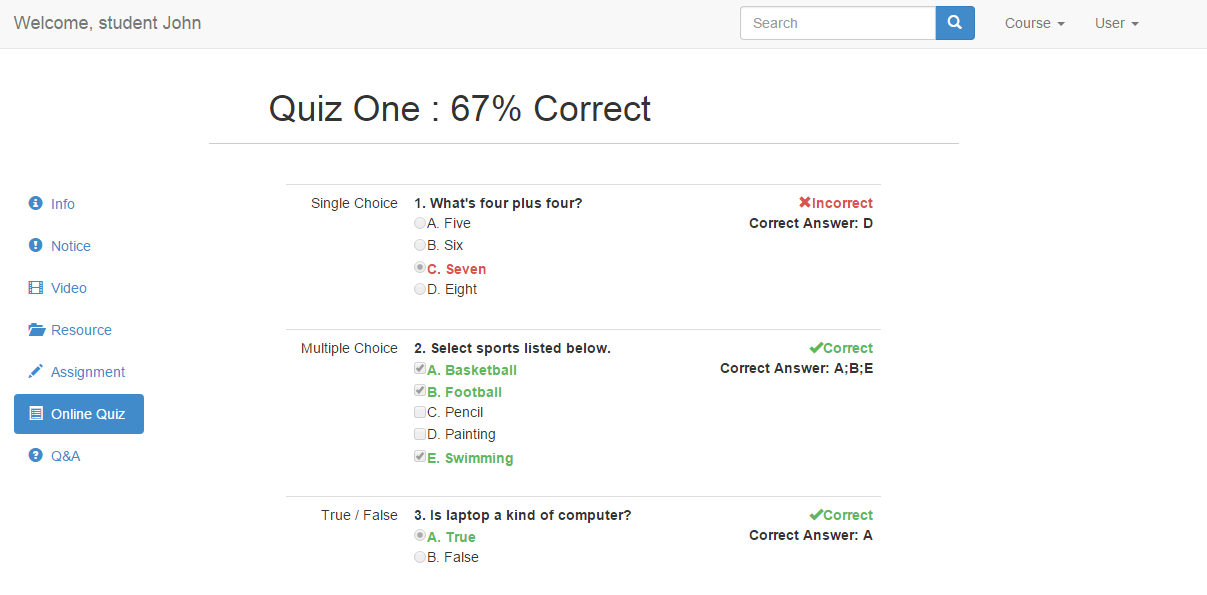 Welcome, student John
Search
Course
User
Quiz One : 67% Correct
Info
Notice
Video
Resource
Assignment
Online Quiz
Q&A
Single Choice
1. What's four plus four?
Incorrect
A. Five
Correct Answer: D
B. Six
C. Seven
D. Eight
Multiple Choice
2. Select sports listed below.
Correct
A. Basketball
Correct Answer: A;B;E
B. Football
C. Pencil
D. Painting
E. Swimming
True / False
3. Is laptop a kind of computer?
Correct
A. True
Correct Answer: A
B. False